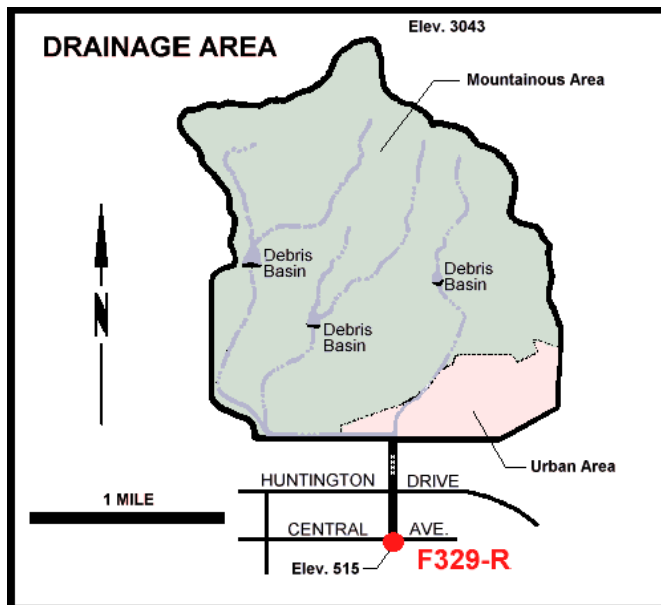 Elev. 3043
DRAINAGE AREA
Mountainous Area
Debris
Basin
Debris
Basin
Debris
Basin
N
Urban Area
HUNTINGTON DRIVE
1 MILE
CENTRAL AVE.
F329-R
Elev. 515